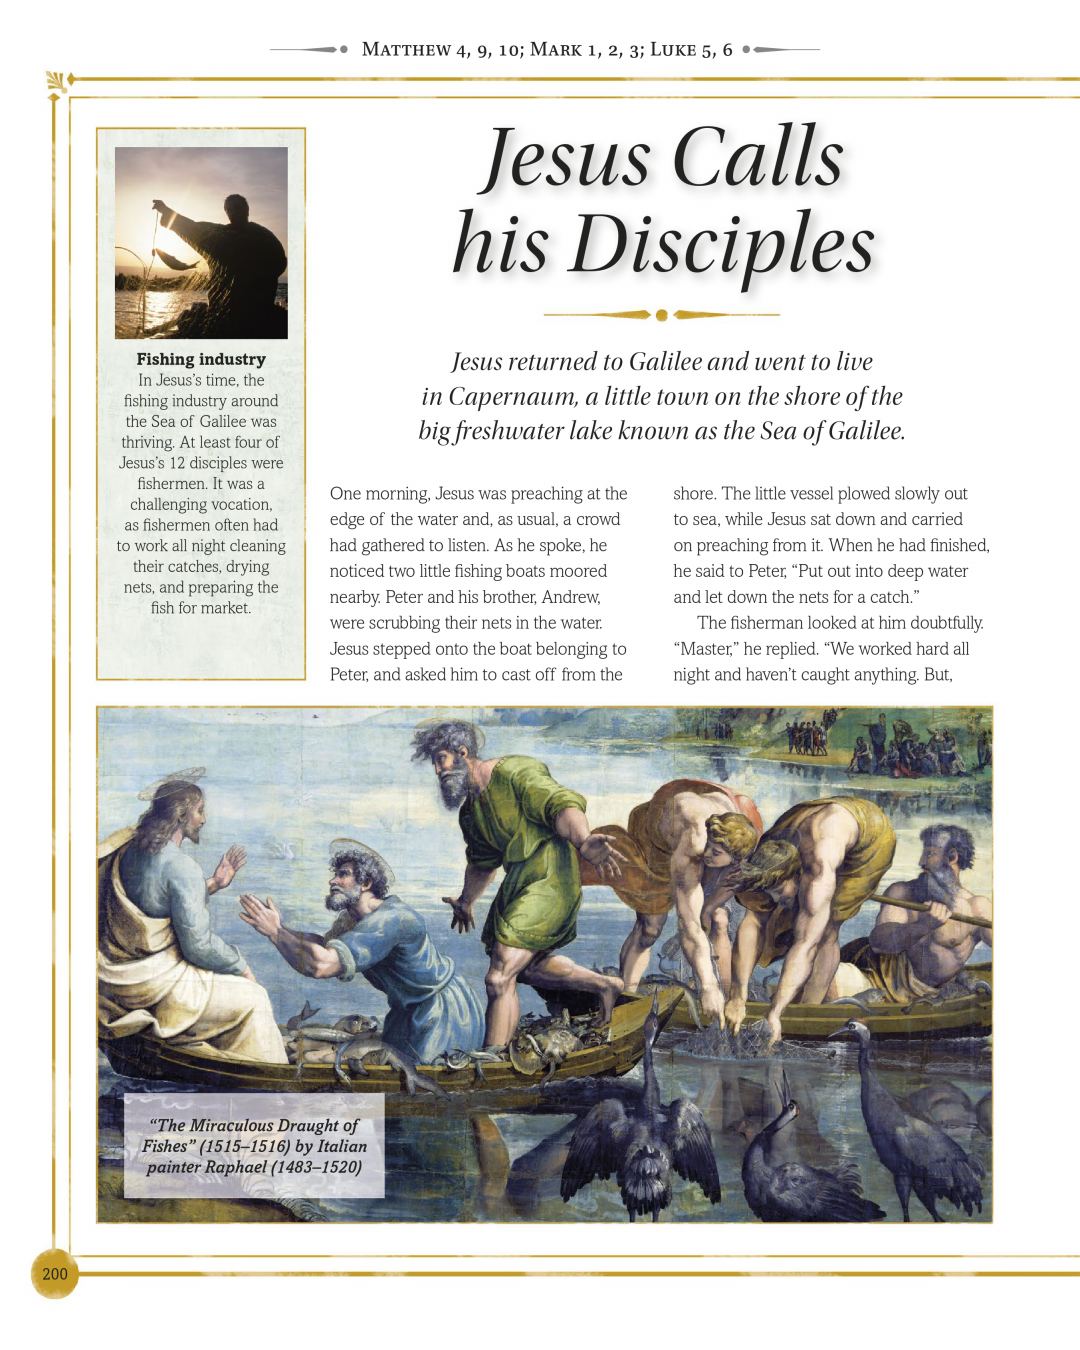 Matthew 4, 9, 10; Mark 1, 2, 3; Luke 5, 6
Jesus Calls
his Disciples
Jesus returned to Galilee and went to live
in Capernaum, a little town on the shore of the
big freshwater lake known as the Sea of Galilee.
Fishing industry
In Jesus’s time, the
fishing industry around
the Sea of Galilee was
thriving. At least four of
Jesus’s 12 disciples were
fishermen. It was a
challenging vocation,
as fishermen often had
to work all night cleaning
their catches, drying
nets, and preparing the
fish for market.
One morning, Jesus was preaching at the
edge of the water and, as usual, a crowd
had gathered to listen. As he spoke, he
noticed two little fishing boats moored
nearby. Peter and his brother, Andrew,
were scrubbing their nets in the water.
Jesus stepped onto the boat belonging to
Peter, and asked him to cast off from the
shore. The little vessel plowed slowly out
to sea, while Jesus sat down and carried
on preaching from it. When he had finished,
he said to Peter, “Put out into deep water
and let down the nets for a catch.”
The fisherman looked at him doubtfully.
“Master,” he replied. “We worked hard all
night and haven’t caught anything. But,
“The Miraculous Draught of
Fishes” (1515–1516) by Italian
painter Raphael (1483–1520)
200